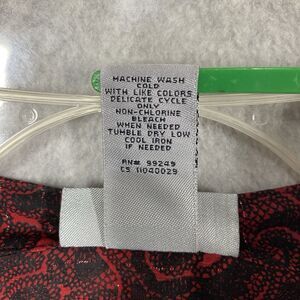 MACHINE WASH
COLD
WITH LIKE COLORS
DELICATE CYCLE
ONLY
NON-CHLORINE
BLEACH
WHEN NEEDED
TUMBLE DRY LOW
COOL IRON
IF NEEDED
RN# 99249
CS 11040029